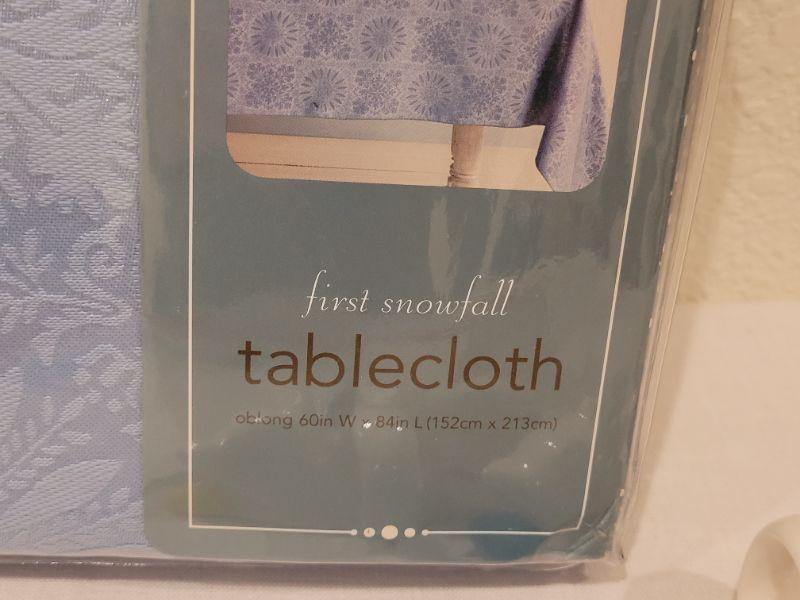 first snowfall
tablecloth
oblong 60in W x 84in L (152cm x 213cm)